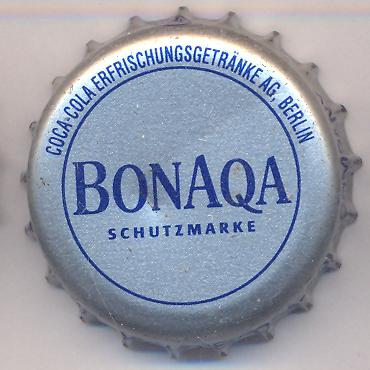 COCA-COLA ERFRISCHUNGSGETRÄNKE AG, BERLIN
BONAQA
SCHUTZMARKE